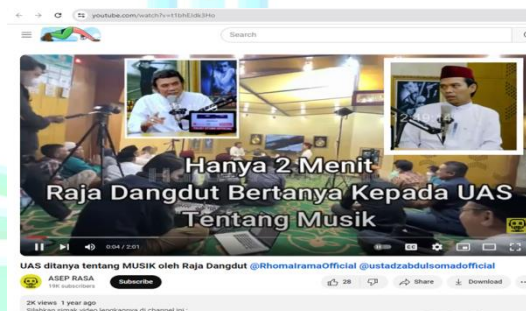 youtube.com/watch?v=t1bhEIdk5Ho
Search
Hanya 2 Menit
Raja Dangdut Bertanya Kepada UAS
Tentang Musik
0:04 / 2:01
UAS ditanya tentang MUSIK oleh Raja Dangdut @RhomaIramaOfficial @ustadzabdulsomadofficial
ASEP RASA
19K subscribers
Subscribe
28
Share
Download
2K views 1 year ago
Silahkan simak video lengkapnya di channel ini :